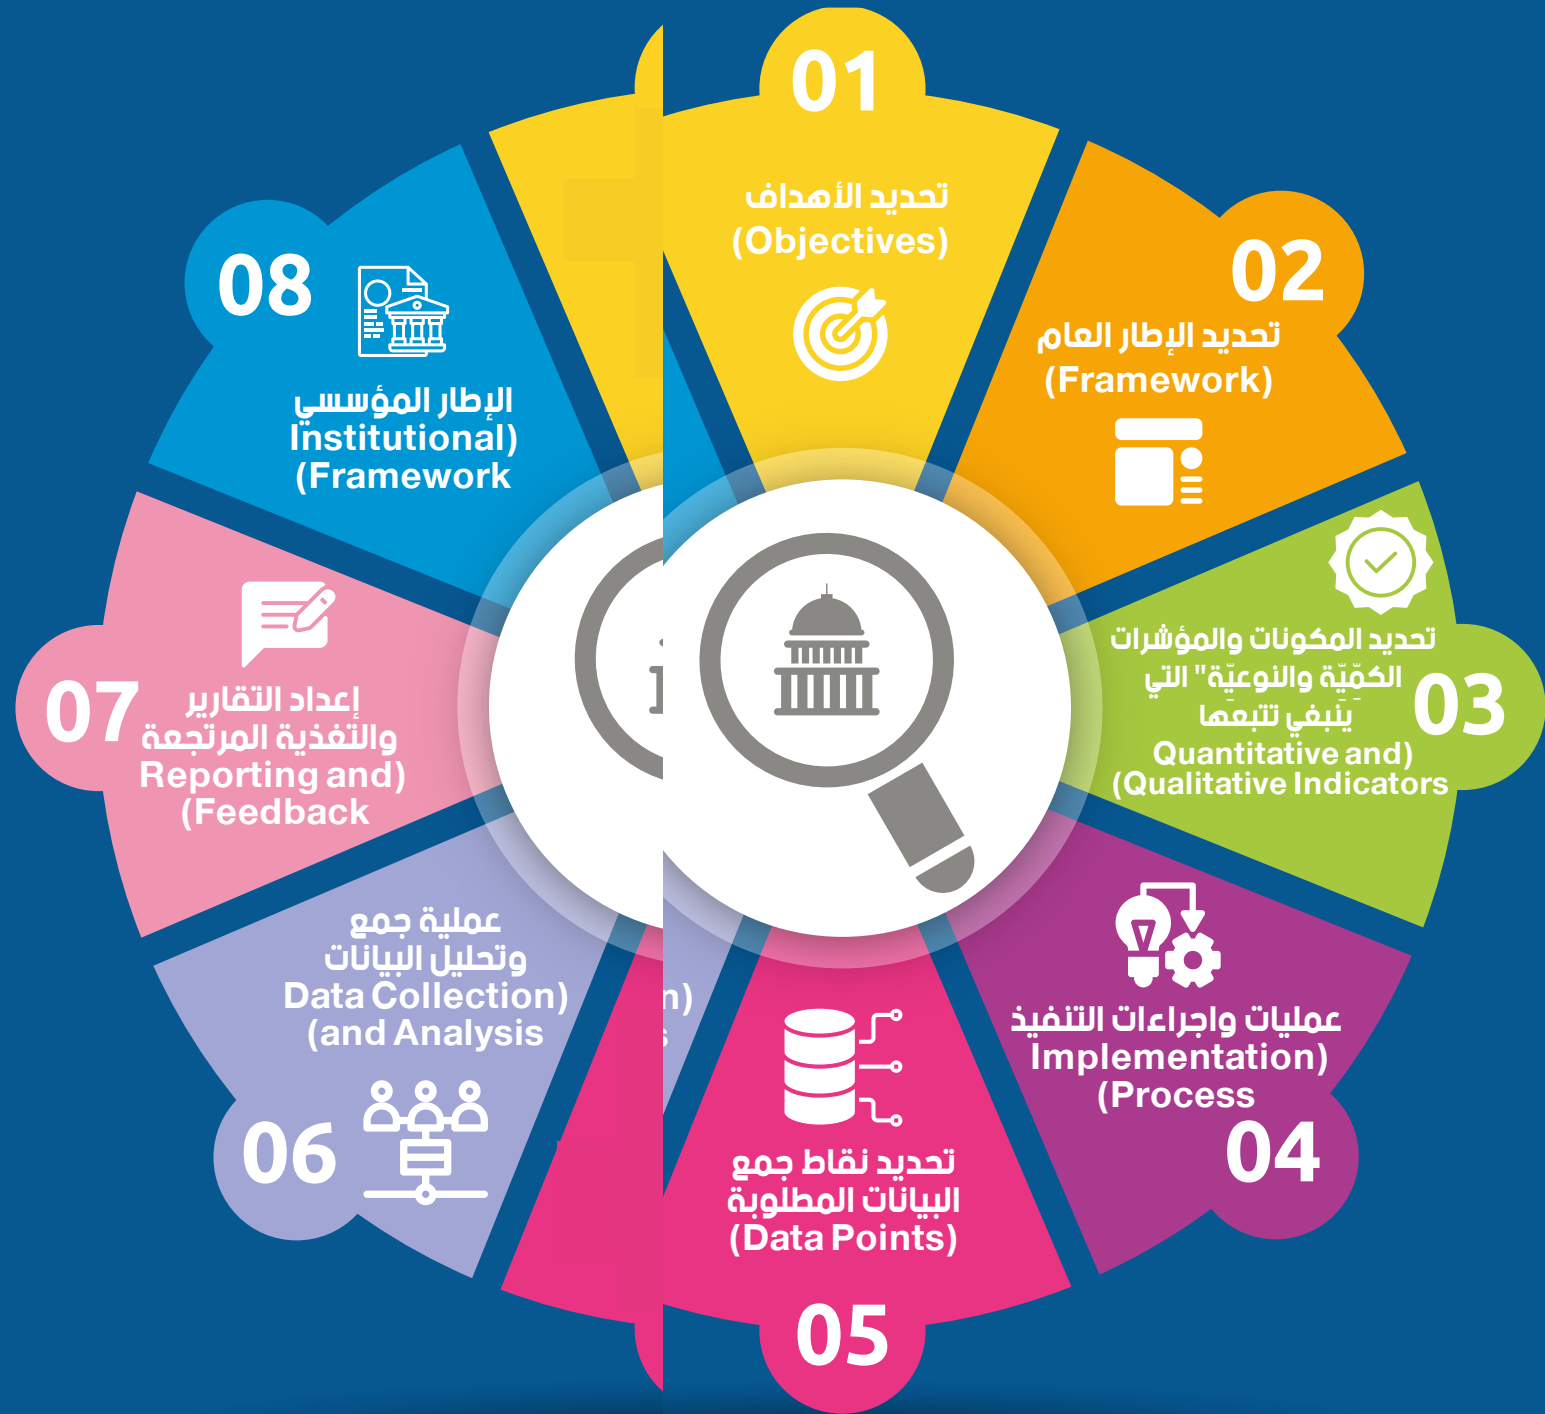 01
تحديد الأهداف
(Objectives)
02
تحديد الإطار العام
(Framework)
03
تحديد المكونات والمؤشرات
الكمّيّة والنوعيّة" التي
ينبغي تتبعها
Quantitative and)
(Qualitative Indicators
04
عمليات واجراءات التنفيذ
Implementation)
(Process
05
تحديد نقاط جمع
البيانات المطلوبة
(Data Points)
06
عملية جمع
وتحليل البيانات
Data Collection)
(and Analysis
07
إعداد التقارير
والتغذية المرتجعة
Reporting and)
(Feedback
08
الإطار المؤسسي
Institutional)
(Framework
n)